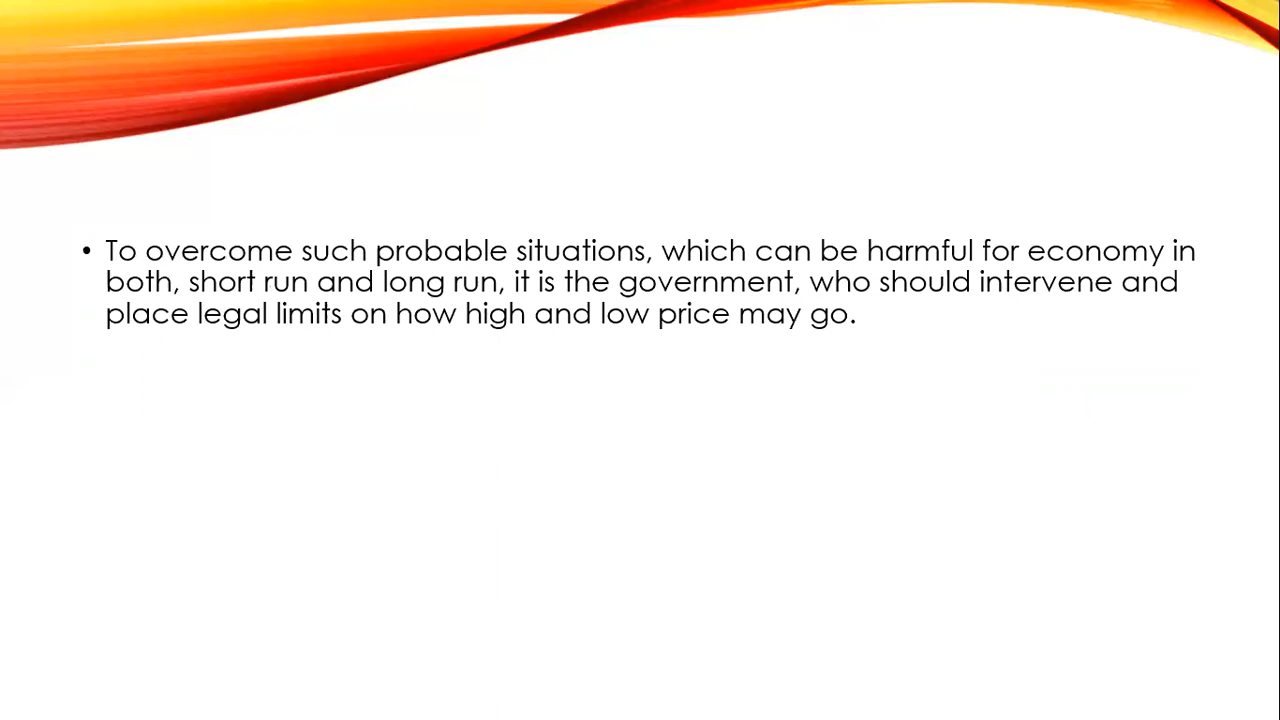 • To overcome such probable situations, which can be harmful for economy in
both, short run and long run, it is the government, who should intervene and
place legal limits on how high and low price may go.